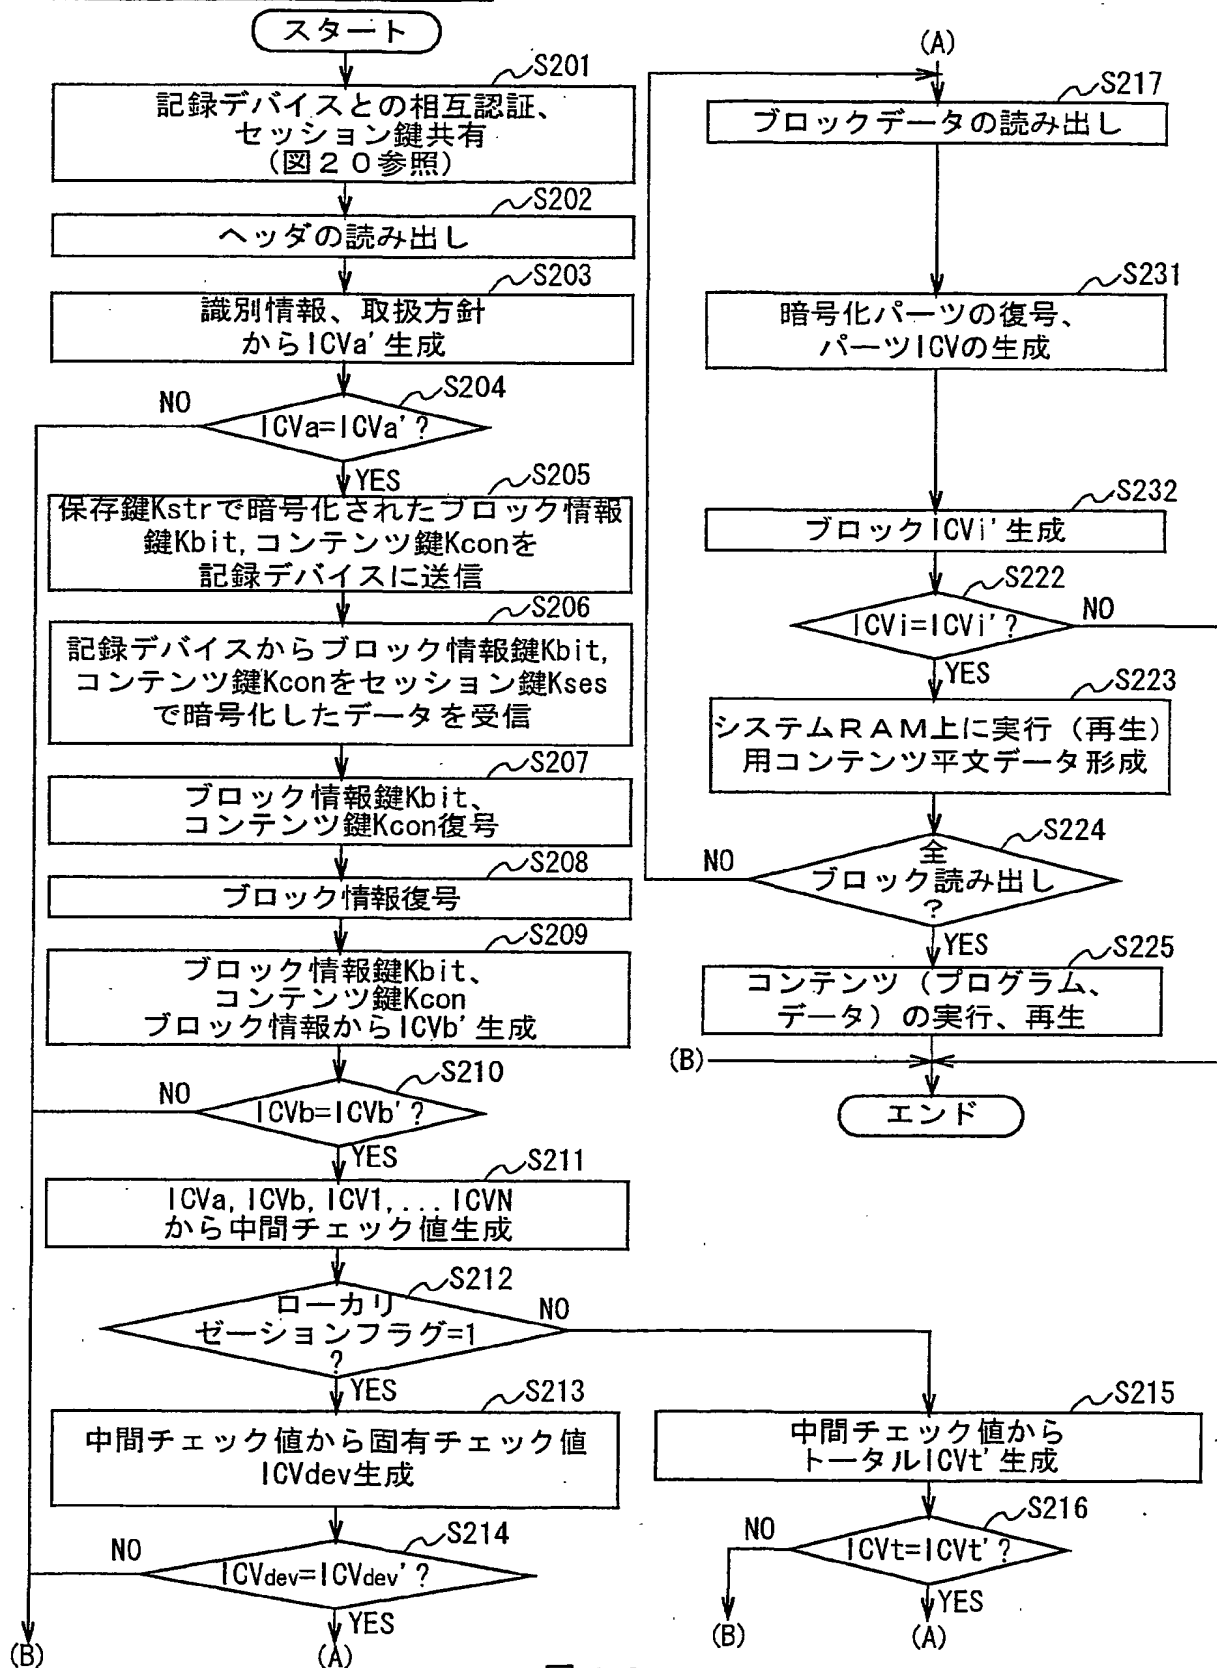 スタート
S201
記録デバイスとの相互認証、
セッション鍵共有
(図２０参照)
S202
ヘッダの読み出し
S203
識別情報、取扱方針
からICVa'生成
S204
NO
ICVa=ICVa'?
YES
S205
保存鍵Kstrで暗号化されたブロック情報
鍵Kbit,コンテンツ鍵Kconを
記録デバイスに送信
S206
記録デバイスからブロック情報鍵Kbit,
コンテンツ鍵Kconをセッション鍵Kses
で暗号化したデータを受信
S207
ブロック情報鍵Kbit、
コンテンツ鍵Kcon復号
S208
ブロック情報復号
S209
ブロック情報鍵Kbit、
コンテンツ鍵Kcon
ブロック情報からICVb'生成
S210
NO
ICVb=ICVb'?
YES
S211
ICVa,ICVb,ICV1,...ICVN
から中間チェック値生成
S212
ローカリ
ゼーションフラグ=1
?
NO
YES
S213
中間チェック値から固有チェック値
ICVdev生成
S214
NO
ICVdev=ICVdev'?
YES
(B)
(A)
(A)
S217
ブロックデータの読み出し
S231
暗号化パーツの復号、
パーツICVの生成
S232
ブロックICVi'生成
S222
ICVi=ICVi'?
NO
YES
S223
システムＲＡＭ上に実行（再生）
用コンテンツ平文データ形成
S224
NO
全
ブロック読み出し
?
YES
S225
コンテンツ（プログラム、
データ）の実行、再生
(B)
エンド
S215
中間チェック値から
トータルICVt'生成
S216
NO
ICVt=ICVt'?
YES
(B)
(A)